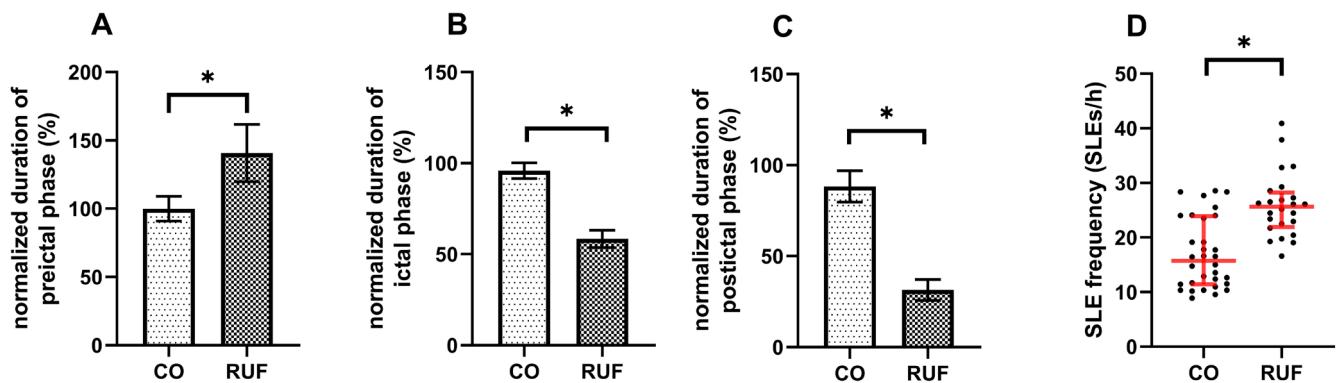 A
normalized duration of
preictal phase (%)
200
150
100
50
0
*
CO RUF
B
normalized duration of
ictal phase (%)
150
100
50
0
*
CO RUF
C
normalized duration of
postictal phase (%)
150
100
50
0
*
CO RUF
D
SLE frequency (SLEs/h)
50
40
30
20
10
0
*
CO RUF